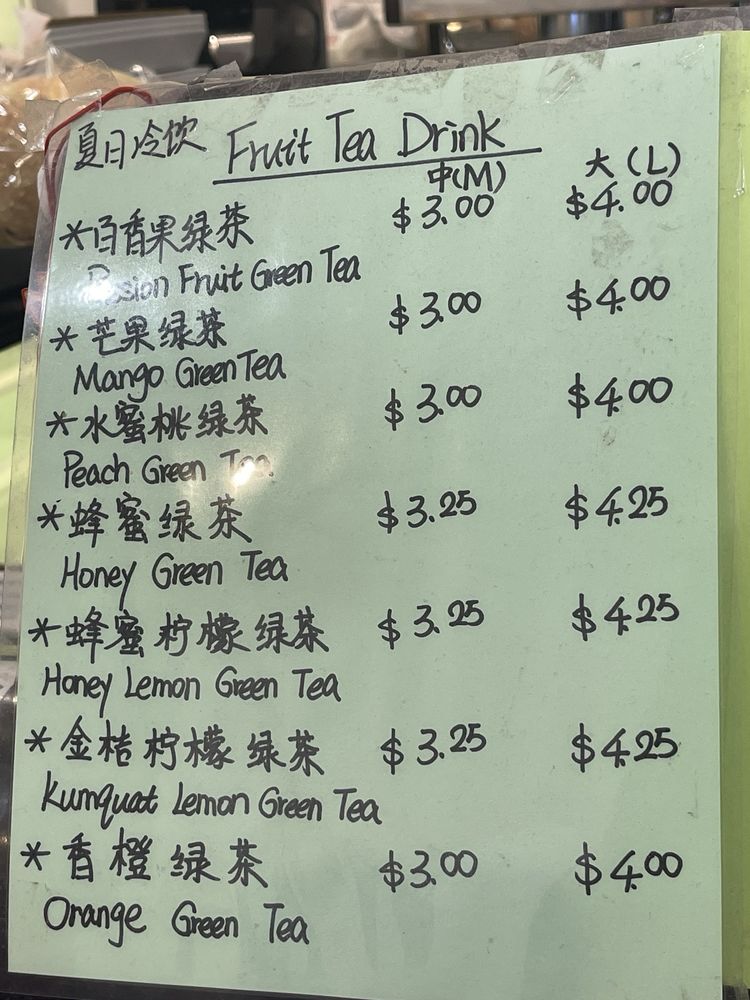 夏日冷饮 Fruit Tea Drink
中(M) 大(L)
*百香果绿茶 $3.00 $4.00
Passion Fruit Green Tea
*芒果绿茶 $3.00 $4.00
Mango Green Tea
*水蜜桃绿茶 $3.00 $4.00
Peach Green Tea
*蜂蜜绿茶 $3.25 $4.25
Honey Green Tea
*蜂蜜柠檬绿茶 $3.25 $4.25
Honey Lemon Green Tea
*金桔柠檬绿茶 $3.25 $4.25
Kumquat Lemon Green Tea
*香橙绿茶 $3.00 $4.00
Orange Green Tea